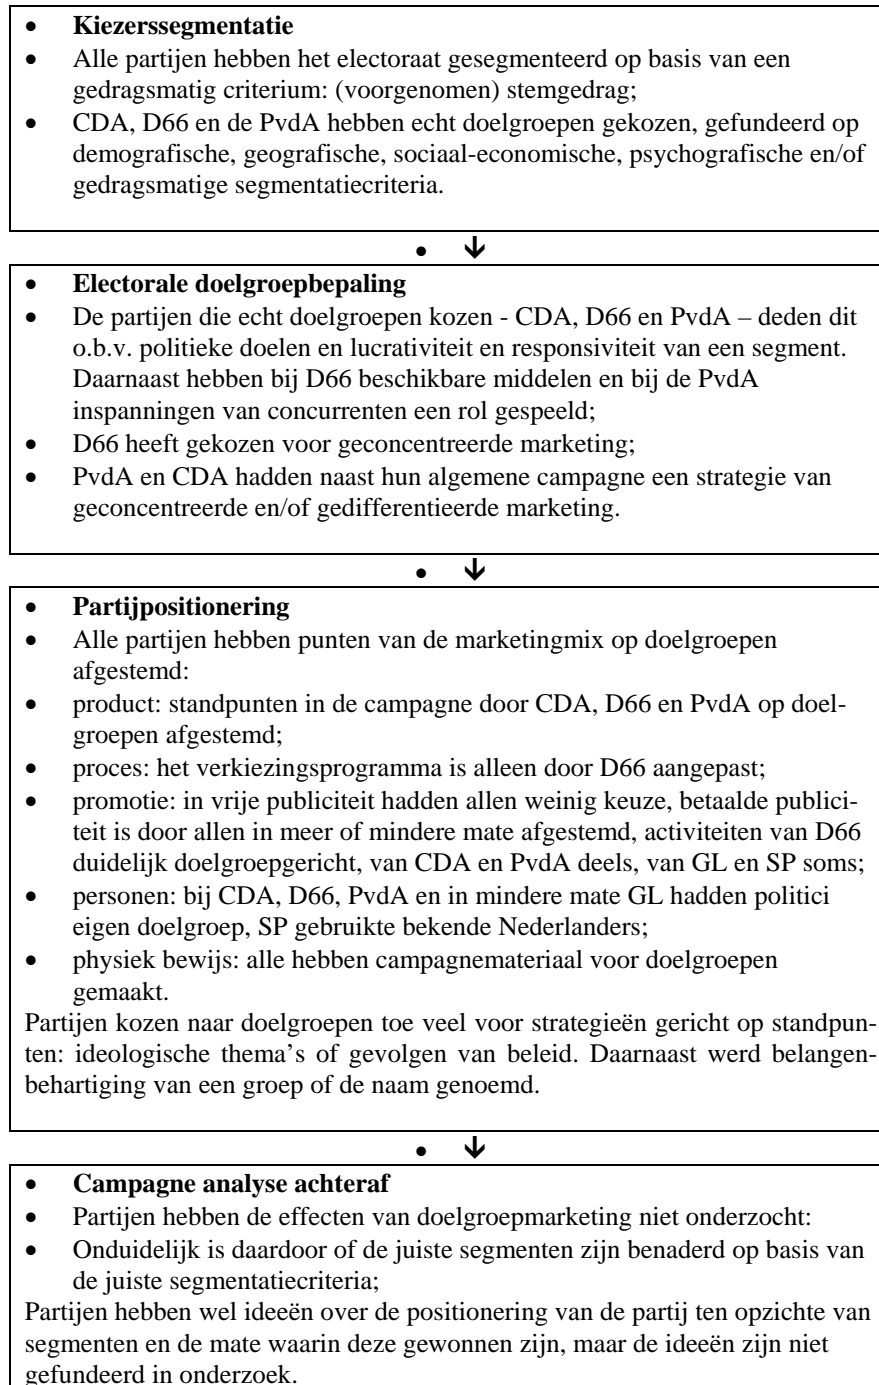 • Kiezerssegmentatie
• Alle partijen hebben het electoraat gesegmenteerd op basis van een
gedragsmatig criterium: (voorgenomen) stemgedrag;
• CDA, D66 en de PvdA hebben echt doelgroepen gekozen, gefundeerd op
demografische, geografische, sociaal-economische, psychografische en/of
gedragsmatige segmentatiecriteria.
• ↓
• Electorale doelgroepbepaling
• De partijen die echt doelgroepen kozen - CDA, D66 en PvdA – deden dit
o.b.v. politieke doelen en lucrativiteit en responsiviteit van een segment.
Daarnaast hebben bij D66 beschikbare middelen en bij de PvdA
inspanningen van concurrenten een rol gespeeld;
• D66 heeft gekozen voor geconcentreerde marketing;
• PvdA en CDA hadden naast hun algemene campagne een strategie van
geconcentreerde en/of gedifferentieerde marketing.
• ↓
• Partijpositionering
• Alle partijen hebben punten van de marketingmix op doelgroepen
afgestemd:
• product: standpunten in de campagne door CDA, D66 en PvdA op doel-
groepen afgestemd;
• proces: het verkiezingsprogramma is alleen door D66 aangepast;
• promotie: in vrije publiciteit hadden allen weinig keuze, betaalde publici-
teit is door allen in meer of mindere mate afgestemd, activiteiten van D66
duidelijk doelgroepgericht, van CDA en PvdA deels, van GL en SP soms;
• personen: bij CDA, D66, PvdA en in mindere mate GL hadden politici
eigen doelgroep, SP gebruikte bekende Nederlanders;
• physiek bewijs: alle hebben campagnemateriaal voor doelgroepen
gemaakt.
Partijen kozen naar doelgroepen toe veel voor strategieën gericht op standpun-
ten: ideologische thema's of gevolgen van beleid. Daarnaast werd belangen-
behartiging van een groep of de naam genoemd.
• ↓
• Campagne analyse achteraf
• Partijen hebben de effecten van doelgroepmarketing niet onderzocht:
• Onduidelijk is daardoor of de juiste segmenten zijn benaderd op basis van
de juiste segmentatiecriteria;
Partijen hebben wel ideeën over de positionering van de partij ten opzichte van
segmenten en de mate waarin deze gewonnen zijn, maar de ideeën zijn niet
gefundeerd in onderzoek.